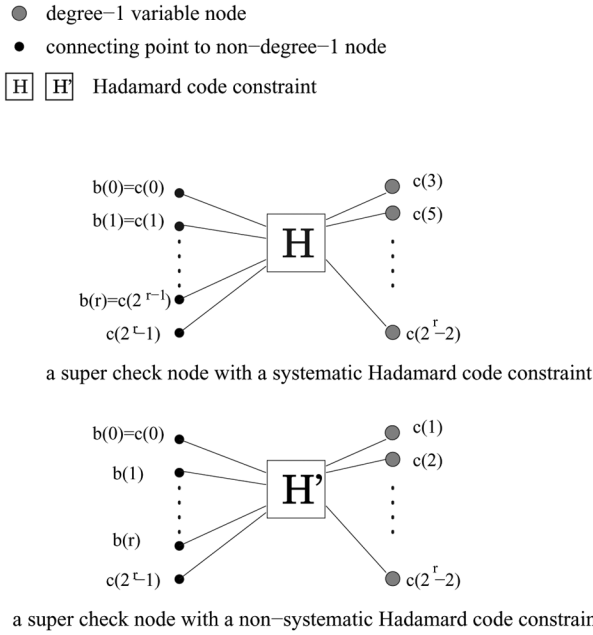 degree−1 variable node
connecting point to non−degree−1 node
H H' Hadamard code constraint
b(0)=c(0)
c(3)
b(1)=c(1)
c(5)
H
b(r)=c(2^{r−1})
c(2^r−1)
c(2^r−2)
a super check node with a systematic Hadamard code constraint
b(0)=c(0)
c(1)
b(1)
c(2)
H'
b(r)
c(2^r−1)
c(2^r−2)
a super check node with a non−systematic Hadamard code constrain